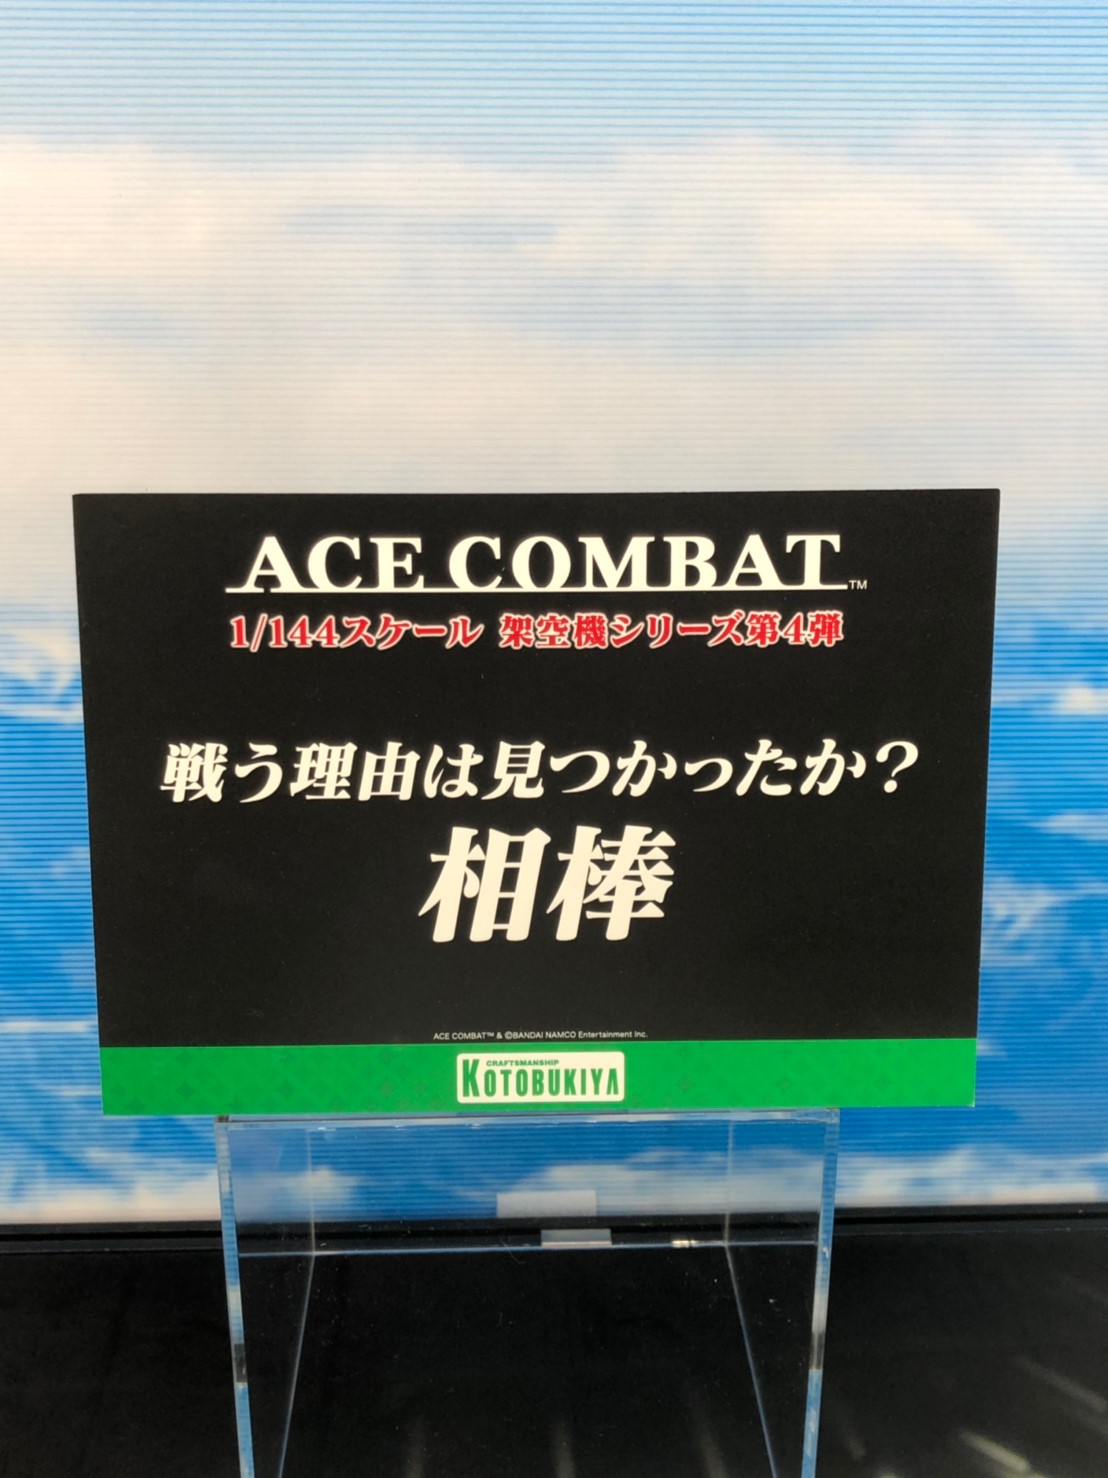 ACE COMBAT™
1/144スケール 架空機シリーズ第4弾
戦う理由は見つかったか？
相棒
ACE COMBAT™ & ©BANDAI NAMCO Entertainment Inc.
CRAFTSMANSHIP
KOTOBUKIYA